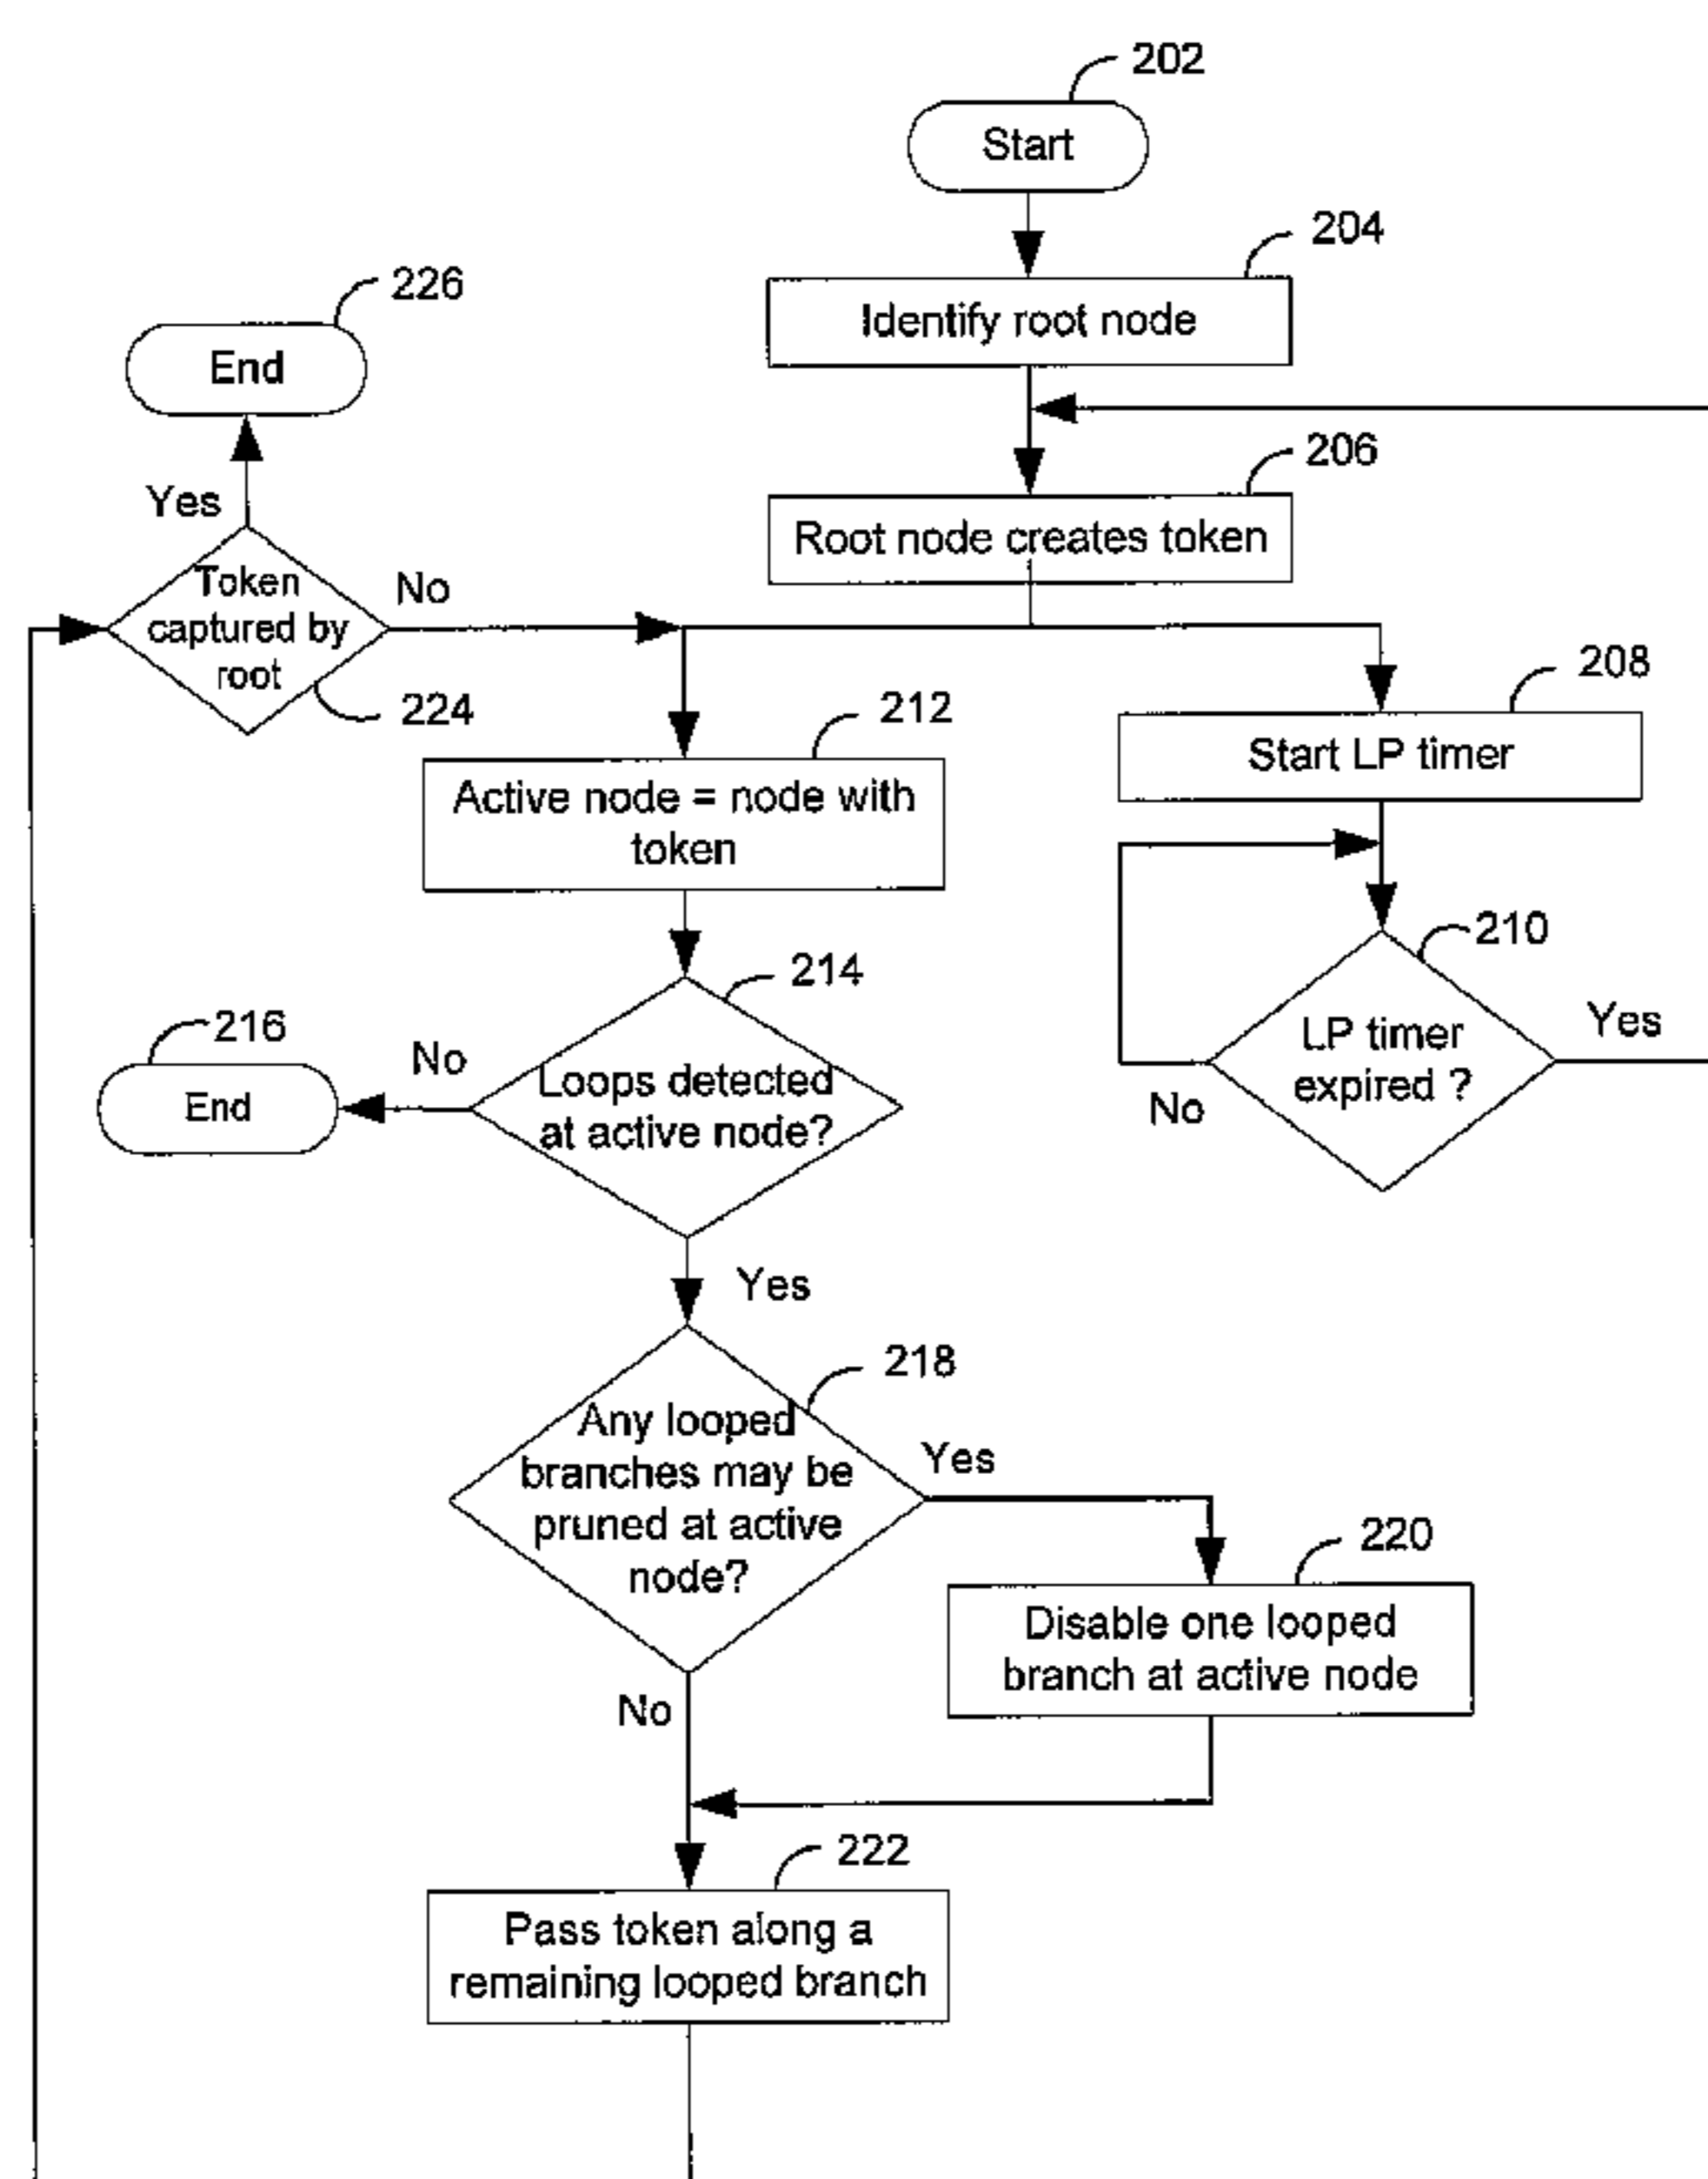 202
Start
204
Identify root node
226
End
206
Root node creates token
Yes
Token
captured by
root
No
224
208
Start LP timer
212
Active node = node with
token
210
LP timer
expired ?
Yes
No
214
Loops detected
at active node?
216
End
No
Yes
218
Any looped
branches may be
pruned at active
node?
Yes
220
Disable one looped
branch at active node
No
222
Pass token along a
remaining looped branch